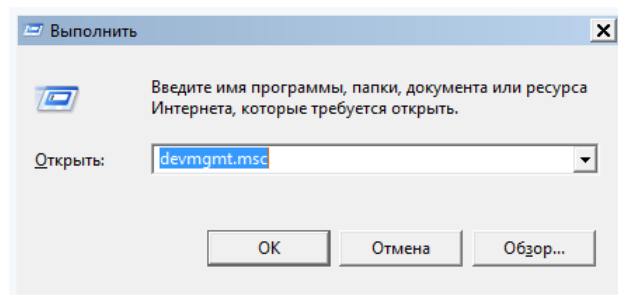 Выполнить
Введите имя программы, папки, документа или ресурса
Интернета, которые требуется открыть.
Открыть: devmgmt.msc
ОК Отмена Обзор...